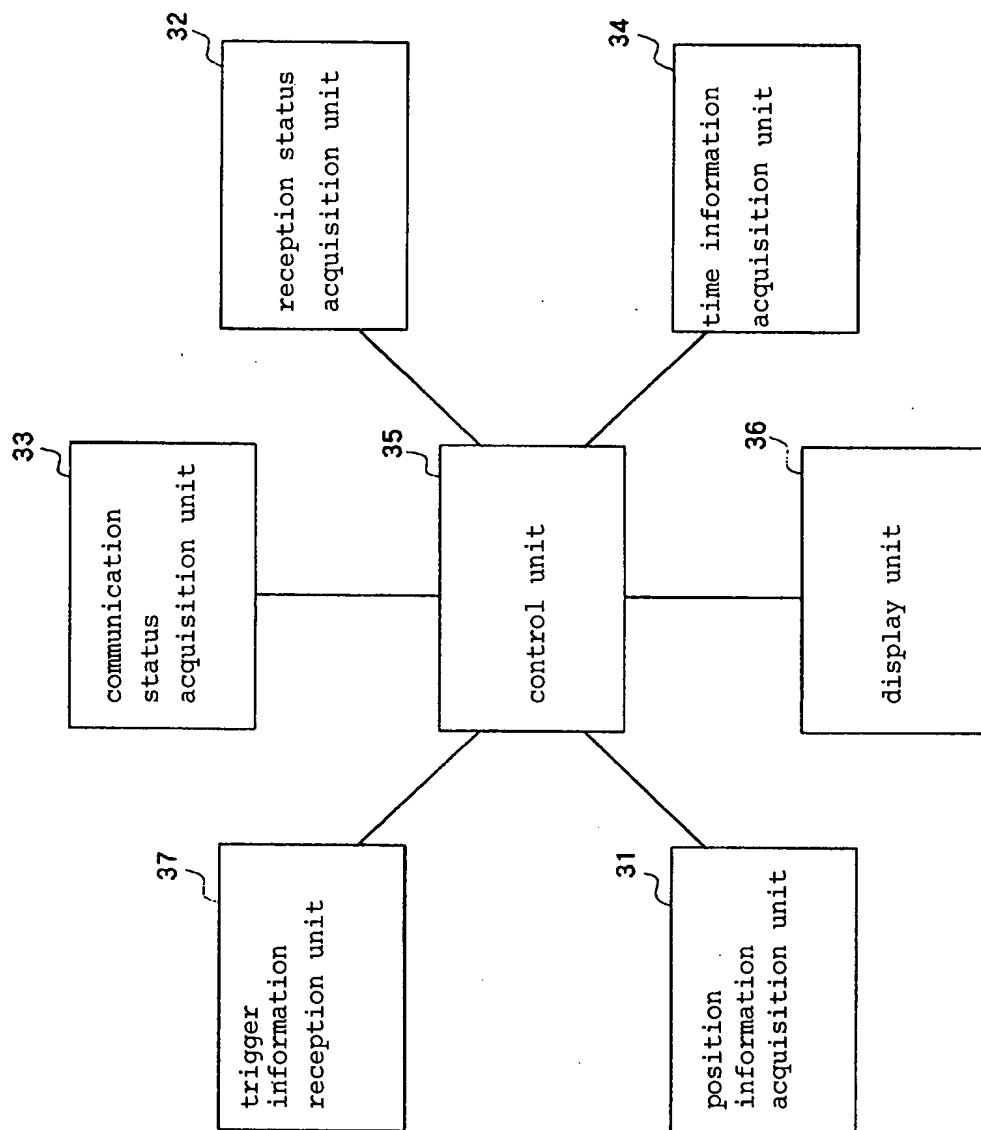 37
trigger
information
reception unit
33
communication
status
acquisition unit
32
reception status
acquisition unit
35
control unit
31
position
information
acquisition unit
36
display unit
34
time information
acquisition unit